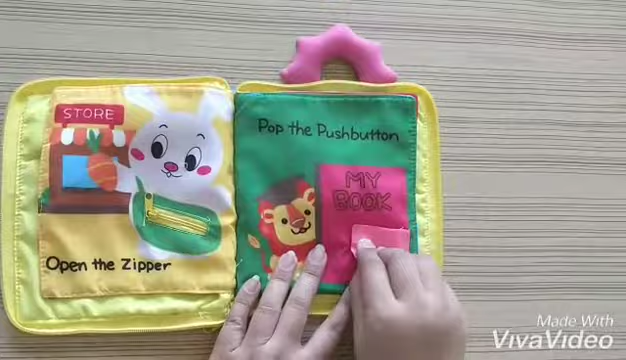 STORE
Open the Zipper
Pop the Pushbutton
MY
BOOK
Made With
VivaVideo